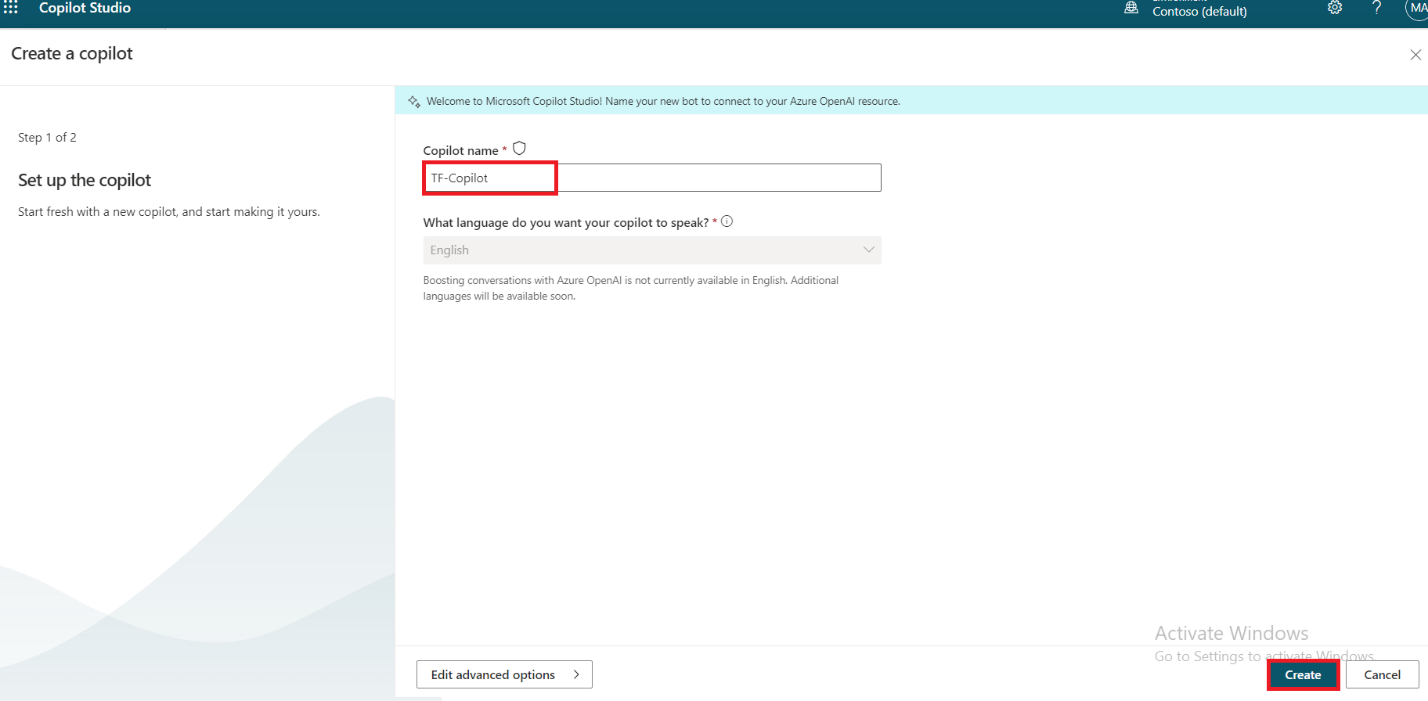 Copilot Studio
Contoso (default)
?
MA
Create a copilot
Welcome to Microsoft Copilot Studio! Name your new bot to connect to your Azure OpenAI resource.
Step 1 of 2
Set up the copilot
Start fresh with a new copilot, and start making it yours.
Copilot name *
TF-Copilot
What language do you want your copilot to speak? *
English
Boosting conversations with Azure OpenAI is not currently available in English. Additional
languages will be available soon.
Activate Windows
Go to Settings to activate Windows.
Edit advanced options
Create
Cancel